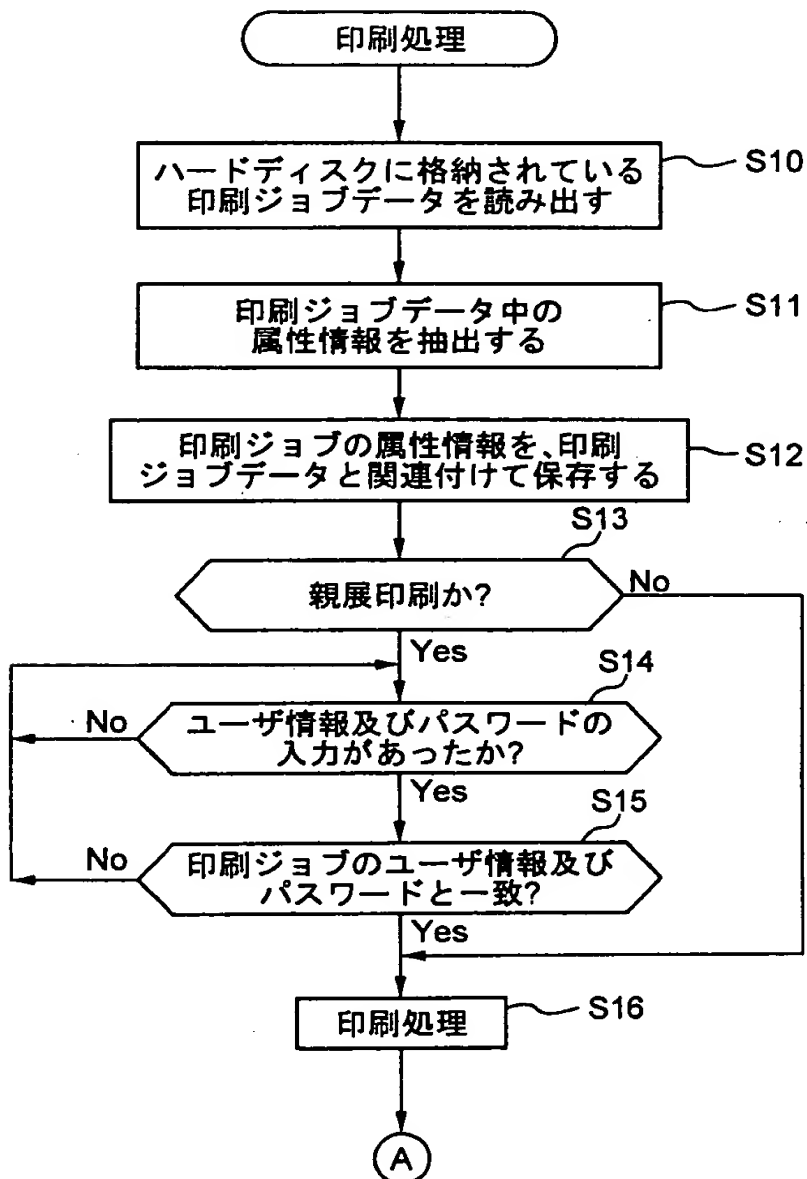 印刷処理
ハードディスクに格納されている
印刷ジョブデータを読み出す
S10
印刷ジョブデータ中の
属性情報を抽出する
S11
印刷ジョブの属性情報を、印刷
ジョブデータと関連付けて保存する
S12
S13
親展印刷か?
No
Yes
S14
No
ユーザ情報及びパスワードの
入力があったか?
Yes
S15
No
印刷ジョブのユーザ情報及び
パスワードと一致?
Yes
印刷処理
S16
A